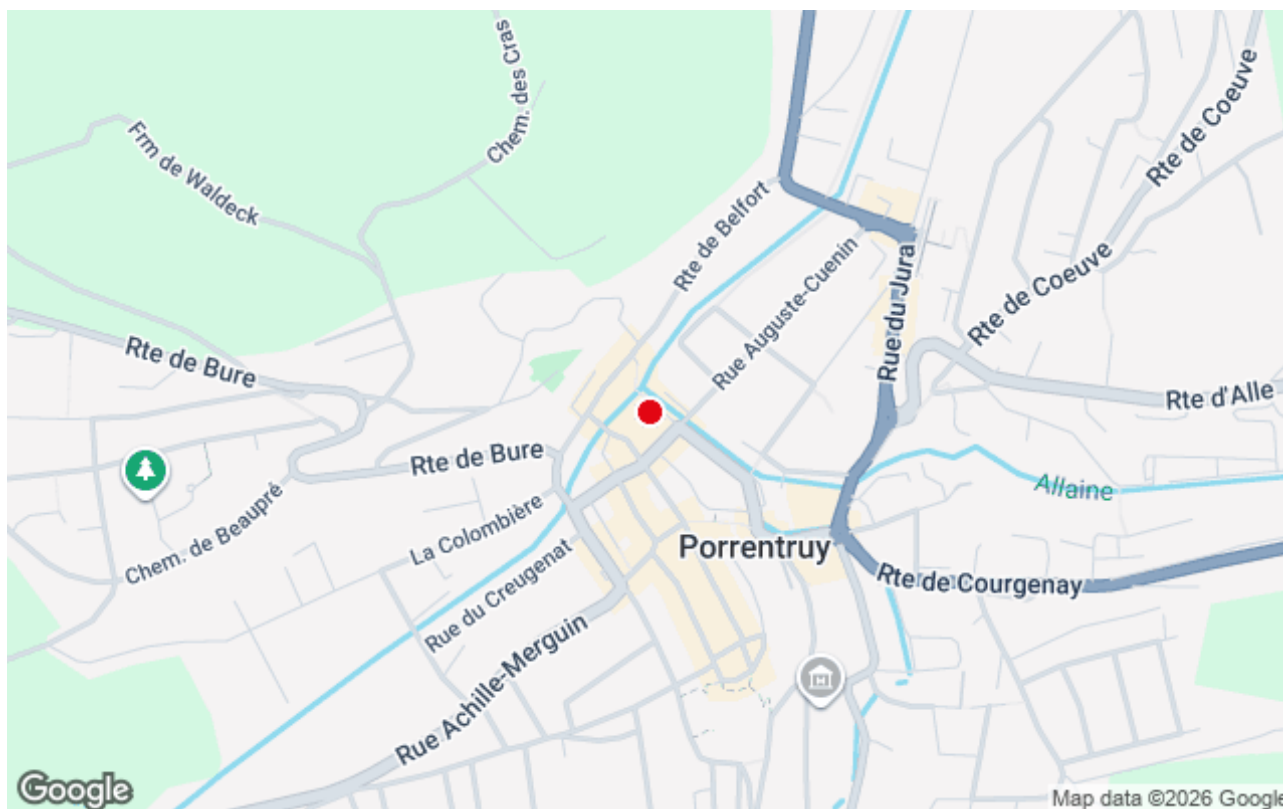 Chem. des Cras
Frm de Waldeck
Rte de Belfort
Rte de Coeuve
Rue Auguste-Cuenin
Rue du Jura
Rte de Coeuve
Rte de Bure
Rte d'Alle
Rte de Bure
Allaine
Chem. de Beaupré
La Colombière
Porrentruy
Rue du Creugenat
Rte de Courgenay
Rue Achille-Merguin
Google
Map data ©2026 Google